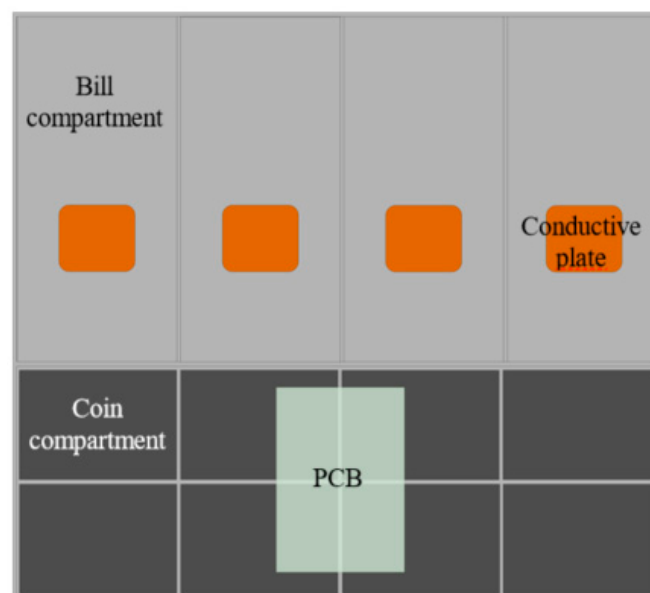 Bill
compartment
Conductive
plate
Coin
compartment
PCB